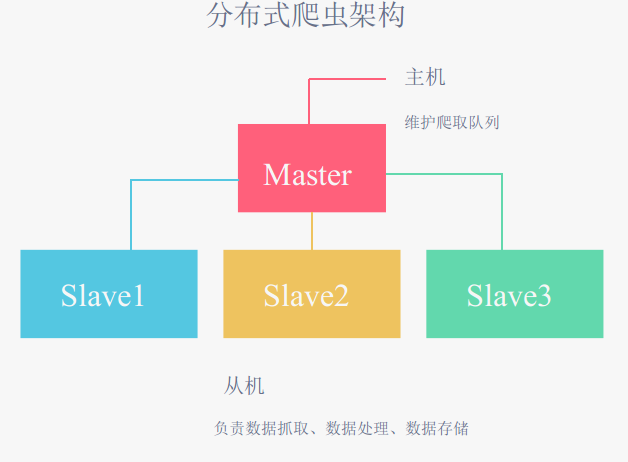 分布式爬虫架构
主机
维护爬取队列
Master
Slave1
Slave2
Slave3
从机
负责数据抓取、数据处理、数据存储